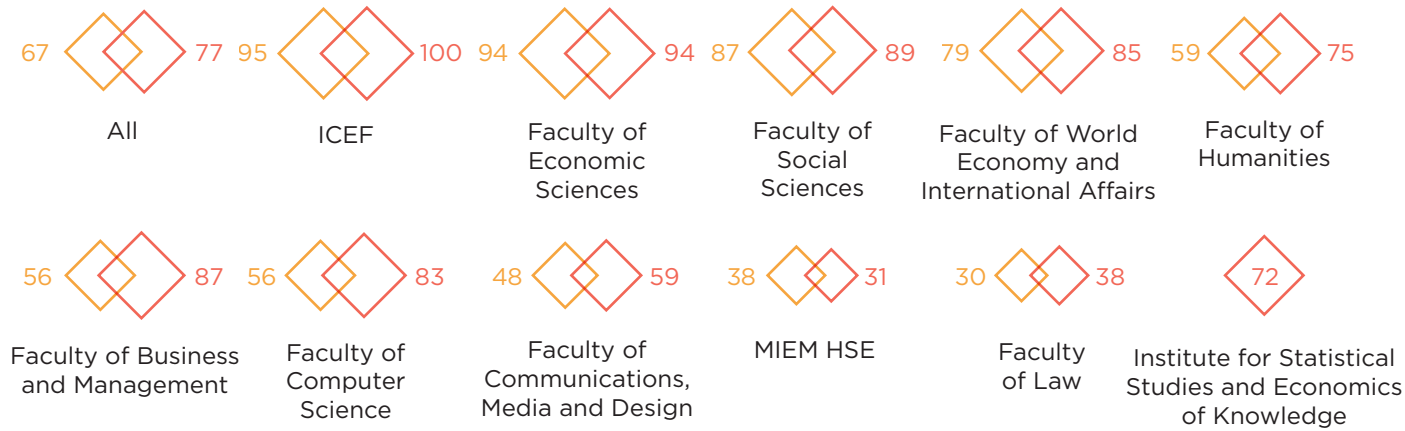 67 77 95 100 94 94 87 89 79 85 59 75
All
ICEF
Faculty of
Economic
Sciences
Faculty of
Social
Sciences
Faculty of World
Economy and
International Affairs
Faculty of
Humanities
56 87 56 83 48 59 38 31 30 38 72
Faculty of Business
and Management
Faculty of
Computer
Science
Faculty of
Communications,
Media and Design
MIEM HSE
Faculty
of Law
Institute for Statistical
Studies and Economics
of Knowledge